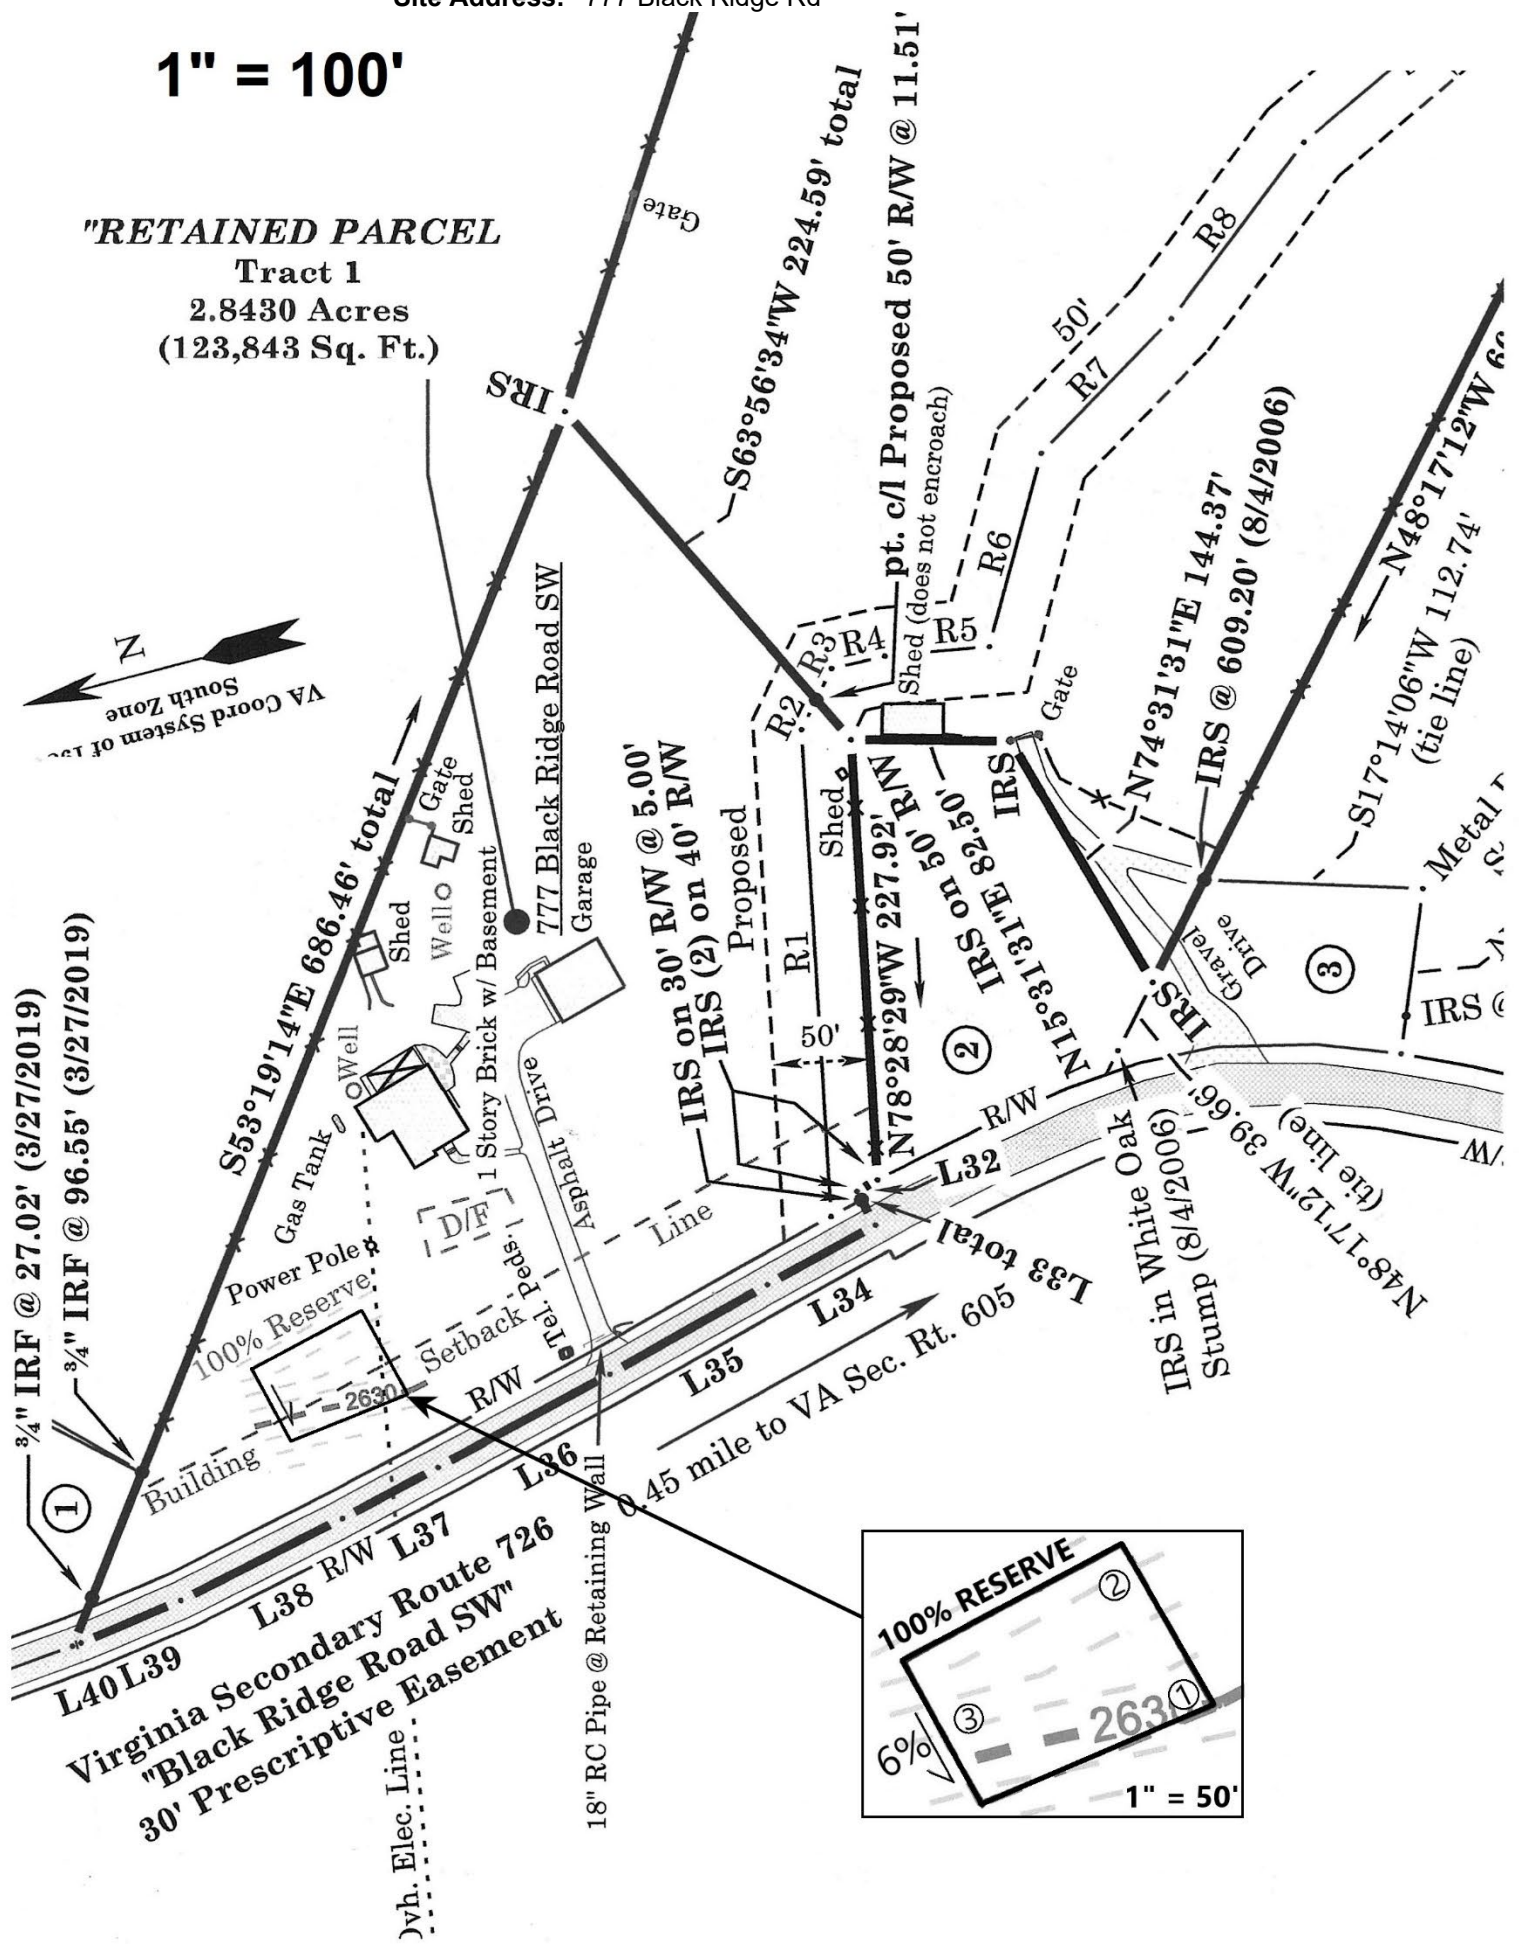 Site Address: 777 Black Ridge Rd
1" = 100'
"RETAINED PARCEL
Tract 1
2.8430 Acres
(123,843 Sq. Ft.)
IRS
Gate
S63°56'34"W 224.59' total
pt. c/l Proposed 50' R/W @ 11.51'
Shed (does not encroach)
R8
50'
R7
R6
R5
R4
R3
R2
R1
N
VA Coord System of
South Zone
S53°19'14"E 686.46' total
Gate
Shed
Well
Shed
777 Black Ridge Road SW
Garage
1 Story Brick w/ Basement
Well
Gas Tank
Asphalt Drive
D/F
Power Pole
100% Reserve
2630
Tel. Peds.
Building
Setback
Line
R/W
Proposed
50'
Shed
IRS on 30' R/W @ 5.00'
IRS (2) on 40' R/W
N78°28'29"W 227.92'
IRS on 50' R/W
N15°31'31"E 82.50'
IRS
Gate
N74°31'31"E 144.37'
IRS @ 609.20' (8/4/2006)
N48°17'12"W
S17°14'06"W 112.74'
(tie line)
Metal
IRS @
3
2
Gravel
Drive
IRS
R/W
L32
L33 total
IRS in White Oak
Stump (8/4/2006)
N48°17'12"W 39.66'
(tie line)
3/4" IRF @ 27.02' (3/27/2019)
3/4" IRF @ 96.55' (3/27/2019)
1
L34
L35
L36
L37
R/W
L38
L39
L40
0.45 mile to VA Sec. Rt. 605
Virginia Secondary Route 726
"Black Ridge Road SW"
30' Prescriptive Easement
Ovh. Elec. Line
18" RC Pipe @ Retaining Wall
100% RESERVE
2
1
3
2630
6%
1" = 50'